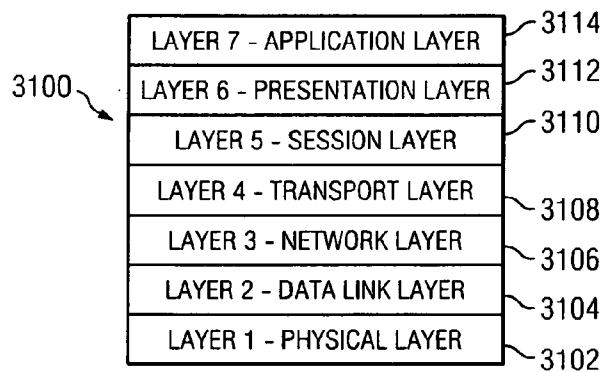 LAYER 7 - APPLICATION LAYER 3114
3100 LAYER 6 - PRESENTATION LAYER 3112
LAYER 5 - SESSION LAYER 3110
LAYER 4 - TRANSPORT LAYER 3108
LAYER 3 - NETWORK LAYER 3106
LAYER 2 - DATA LINK LAYER 3104
LAYER 1 - PHYSICAL LAYER 3102